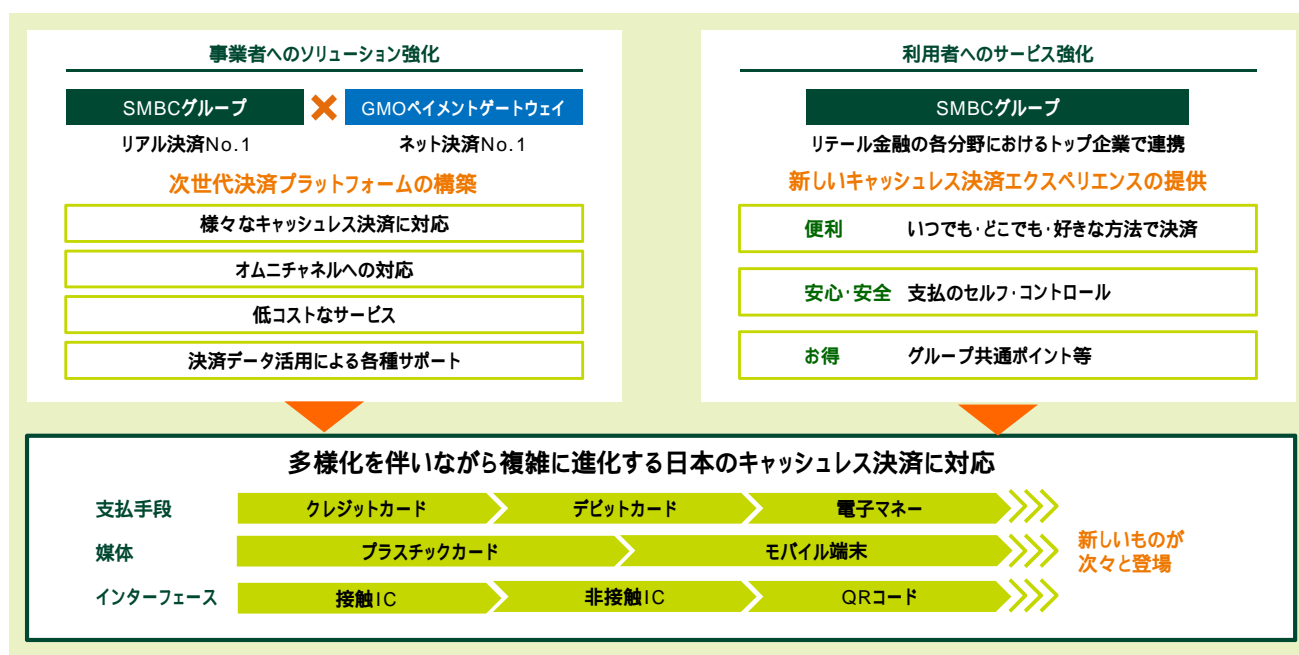 事業者へのソリューション強化
SMBCグループ
GMOペイメントゲートウェイ
リアル決済No.1
ネット決済No.1
次世代決済プラットフォームの構築
様々なキャッシュレス決済に対応
オムニチャネルへの対応
低コストなサービス
決済データ活用による各種サポート
利用者へのサービス強化
SMBCグループ
リテール金融の各分野におけるトップ企業で連携
新しいキャッシュレス決済エクスペリエンスの提供
便利 いつでも・どこでも・好きな方法で決済
安心・安全 支払のセルフ・コントロール
お得 グループ共通ポイント等
多様化を伴いながら複雑に進化する日本のキャッシュレス決済に対応
支払手段 クレジットカード デビットカード 電子マネー
媒体 プラスチックカード モバイル端末
インターフェース 接触IC 非接触IC QRコード
新しいものが
次々と登場